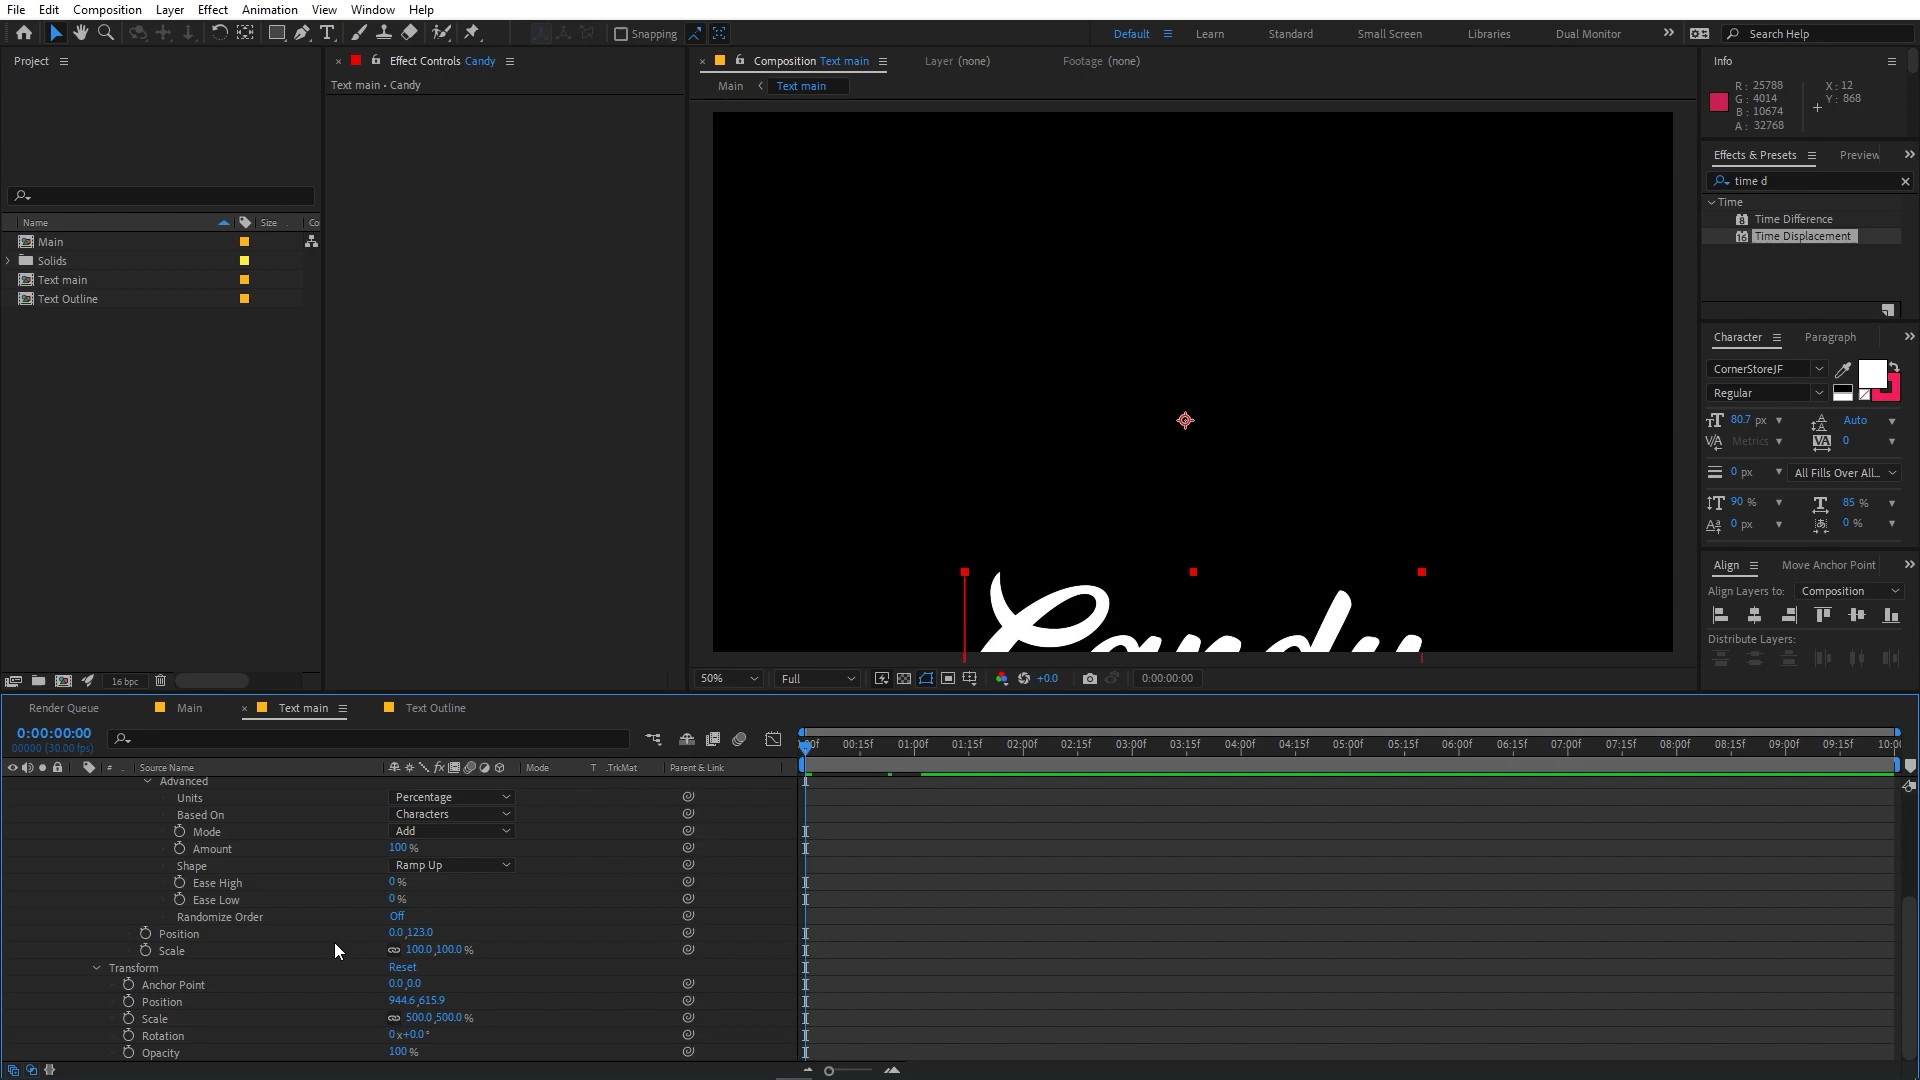 File Edit Composition Layer Effect Animation View Window Help
Snapping
Default Learn Standard Small Screen Libraries Dual Monitor Search Help
Project
Name Size Co
Main
Solids
Text main
Text Outline
16 bpc
Effect Controls Candy
Text main • Candy
Composition Text main
Layer (none) Footage (none)
Main Text main
Candy
50% Full +0.0 0:00:00:00
Info
R: 25788
G: 4014
B: 10674
A: 32768
X: 12
Y: 868
Effects & Presets Preview
time d
Time
Time Difference
Time Displacement
Character Paragraph
CornerStoreJF
Regular
80.7 px Auto
Metrics 0
0 px All Fills Over All...
90 % 85 %
0 px 0 %
Align Move Anchor Point
Align Layers to: Composition
Distribute Layers:
Render Queue Main Text main Text Outline
0:00:00:00
00000 (30.00 fps)
00f 00:15f 01:00f 01:15f 02:00f 02:15f 03:00f 03:15f 04:00f 04:15f 05:00f 05:15f 06:00f 06:15f 07:00f 07:15f 08:00f 08:15f 09:00f 09:15f 10:00
# Source Name Mode T .TrkMat Parent & Link
Advanced
Units Percentage
Based On Characters
Mode Add
Amount 100 %
Shape Ramp Up
Ease High 0 %
Ease Low 0 %
Randomize Order Off
Position 0.0,123.0
Scale 100.0,100.0 %
Transform Reset
Anchor Point 0.0,0.0
Position 944.6,615.9
Scale 500.0,500.0 %
Rotation 0x+0.0°
Opacity 100 %